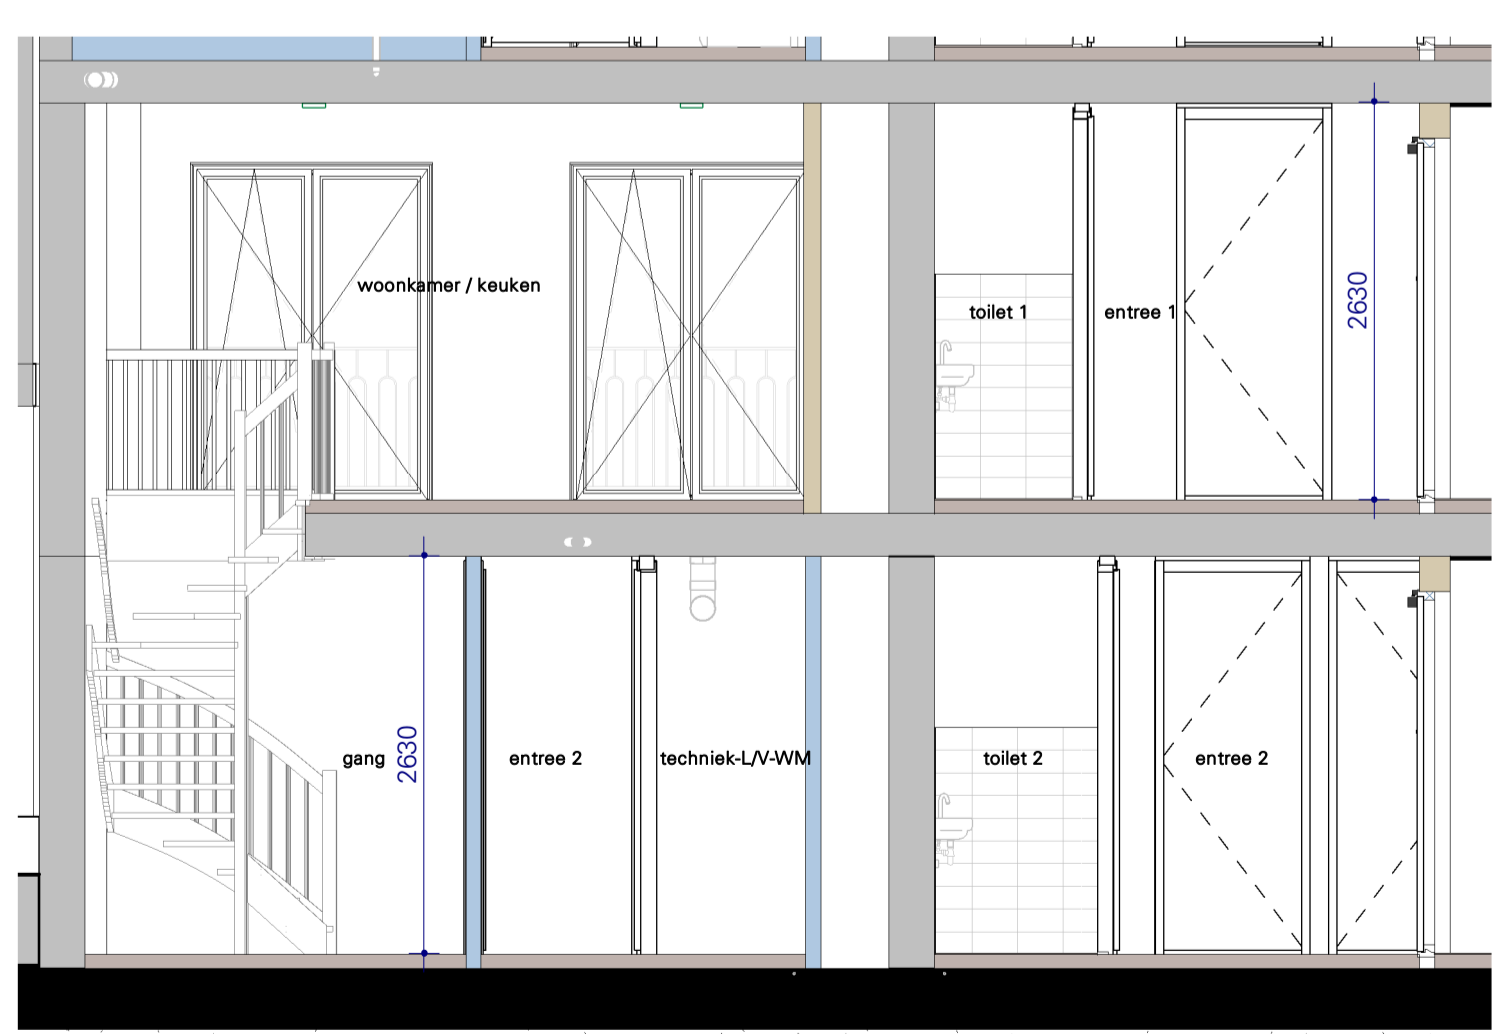 woonkamer / keuken
toilet 1
entree 1
2630
gang
2630
entree 2
techniek-L/V-WM
toilet 2
entree 2